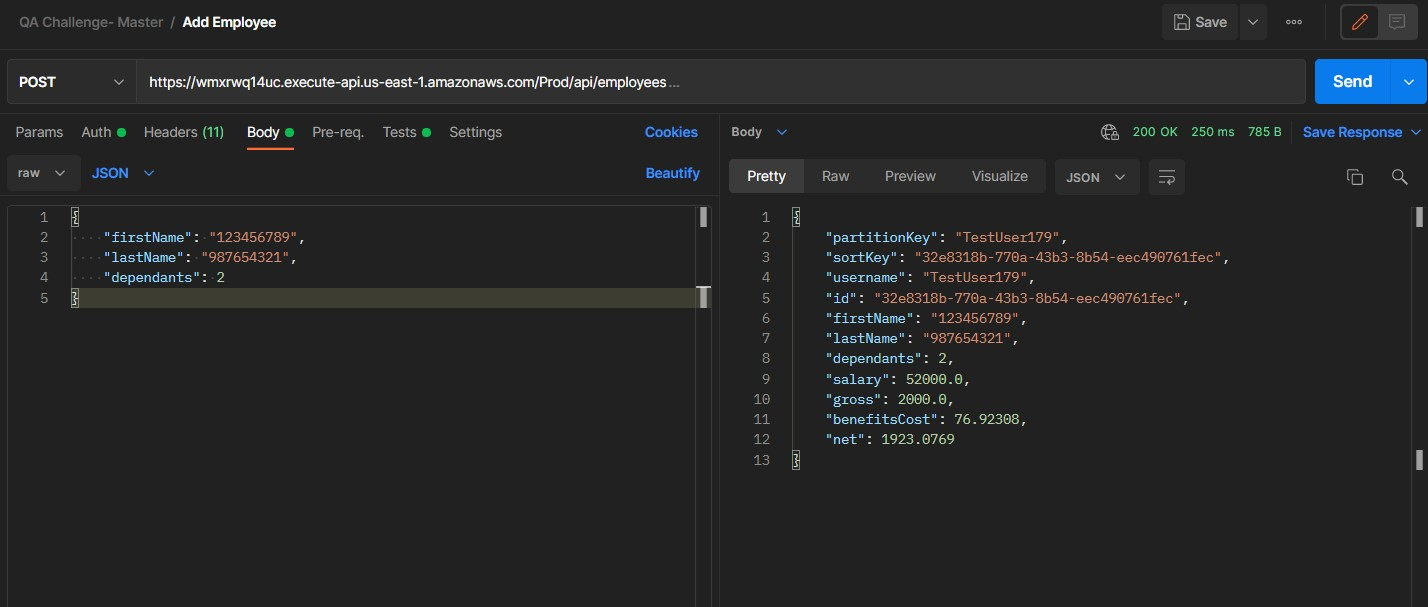 QA Challenge- Master / Add Employee
Save
POST
https://wmxrwq14uc.execute-api.us-east-1.amazonaws.com/Prod/api/employees ...
Send
Params Auth Headers (11) Body Pre-req. Tests Settings Cookies
raw JSON Beautify
1 {
2 "firstName": "123456789",
3 "lastName": "987654321",
4 "dependants": 2
5 }
Body 200 OK 250 ms 785 B Save Response
Pretty Raw Preview Visualize JSON
1 {
2 "partitionKey": "TestUser179",
3 "sortKey": "32e8318b-770a-43b3-8b54-eec490761fec",
4 "username": "TestUser179",
5 "id": "32e8318b-770a-43b3-8b54-eec490761fec",
6 "firstName": "123456789",
7 "lastName": "987654321",
8 "dependants": 2,
9 "salary": 52000.0,
10 "gross": 2000.0,
11 "benefitsCost": 76.92308,
12 "net": 1923.0769
13 }